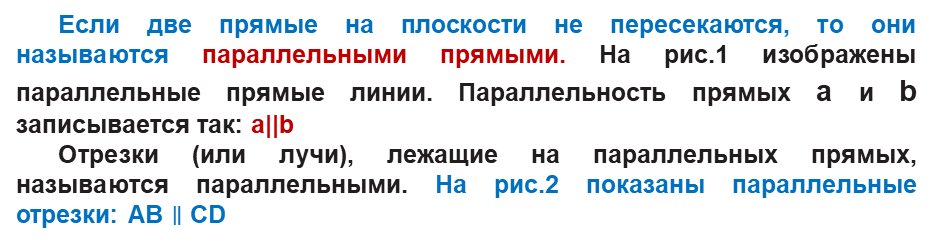 Если две прямые на плоскости не пересекаются, то они
называются параллельными прямыми. На рис.1 изображены
параллельные прямые линии. Параллельность прямых a и b
записывается так: a||b
Отрезки (или лучи), лежащие на параллельных прямых,
называются параллельными. На рис.2 показаны параллельные
отрезки: AB ∥ CD